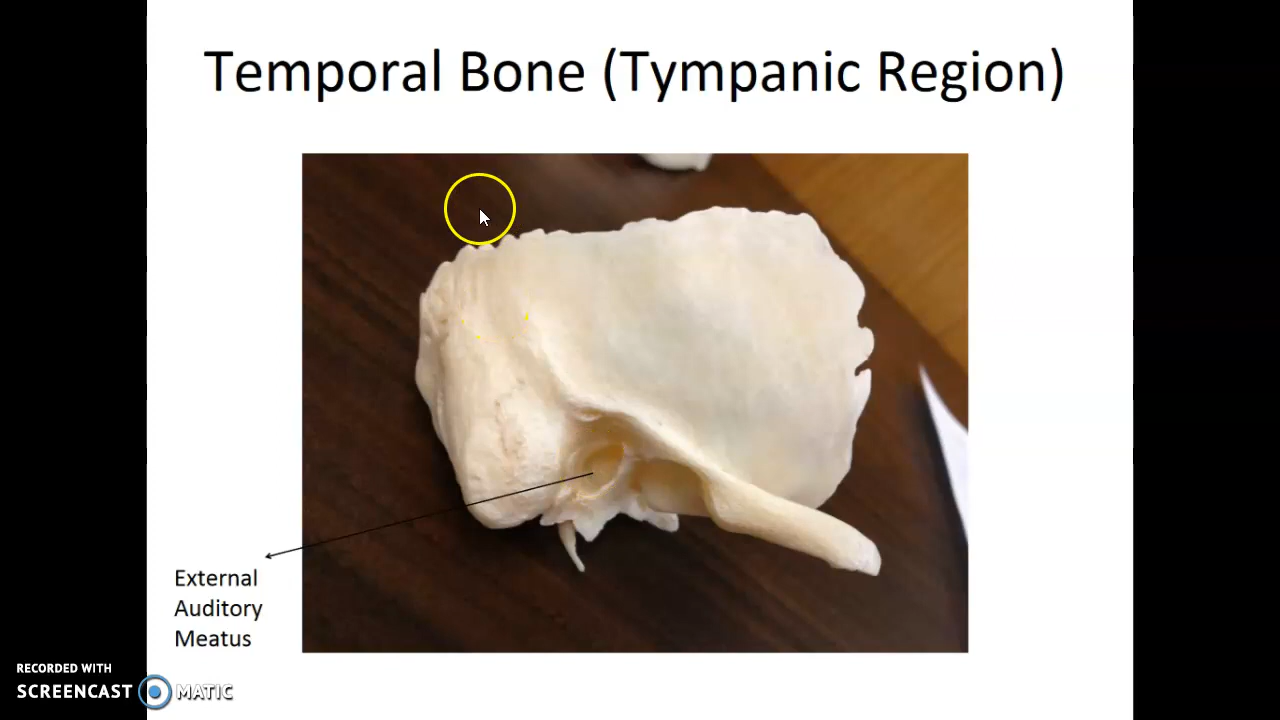 Temporal Bone (Tympanic Region)
External
Auditory
Meatus
RECORDED WITH
SCREENCAST MATIC